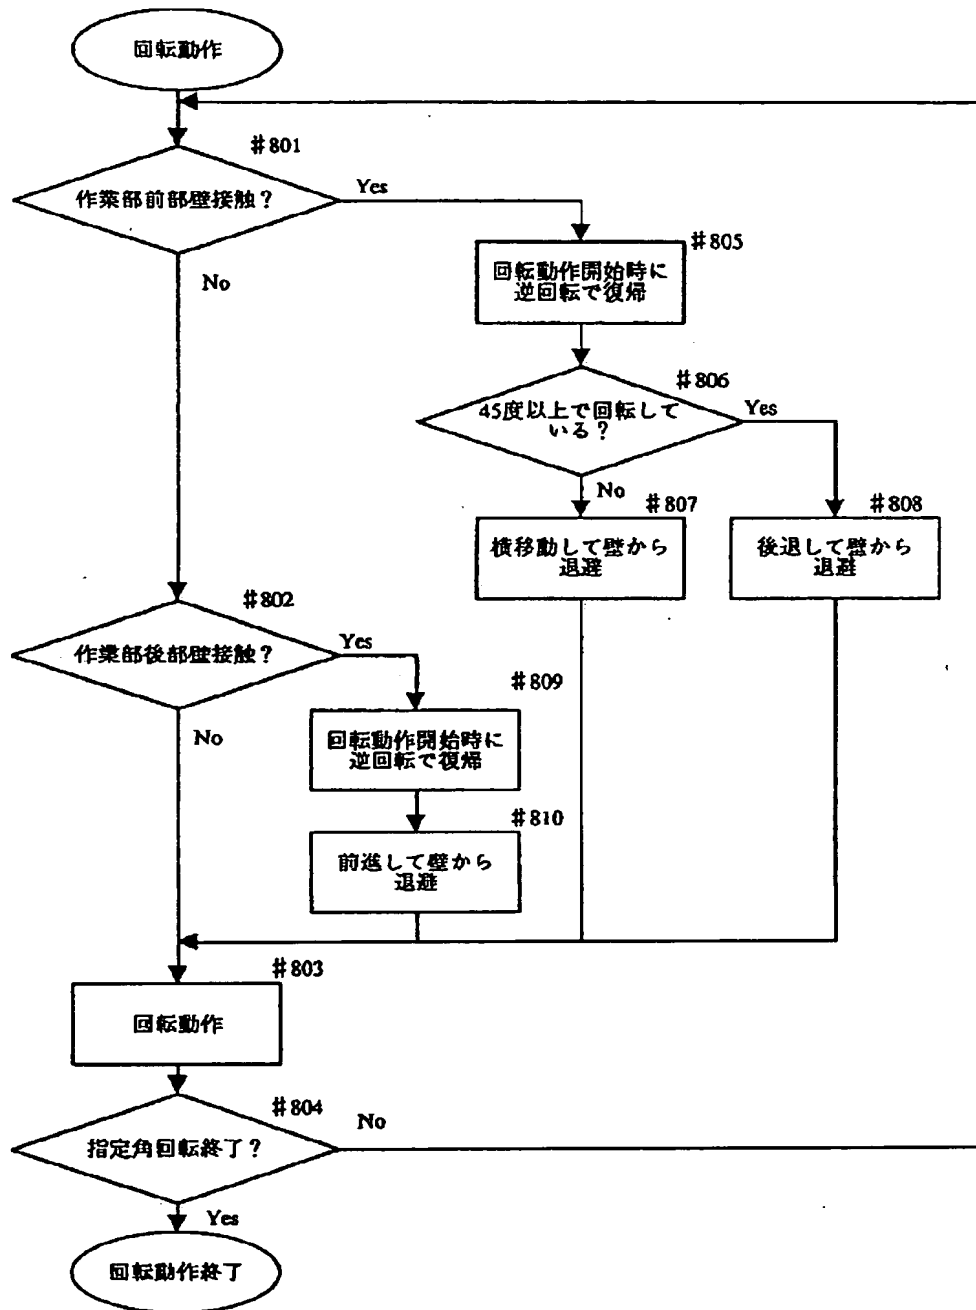 回転動作
#801
作業部前部壁接触?
Yes
No
#805
回転動作開始時に
逆回転で復帰
#806
45度以上で回転して
いる?
Yes
No
#807
横移動して壁から
退避
#808
後退して壁から
退避
#802
作業部後部壁接触?
Yes
No
#809
回転動作開始時に
逆回転で復帰
#810
前進して壁から
退避
#803
回転動作
#804
指定角回転終了?
No
Yes
回転動作終了